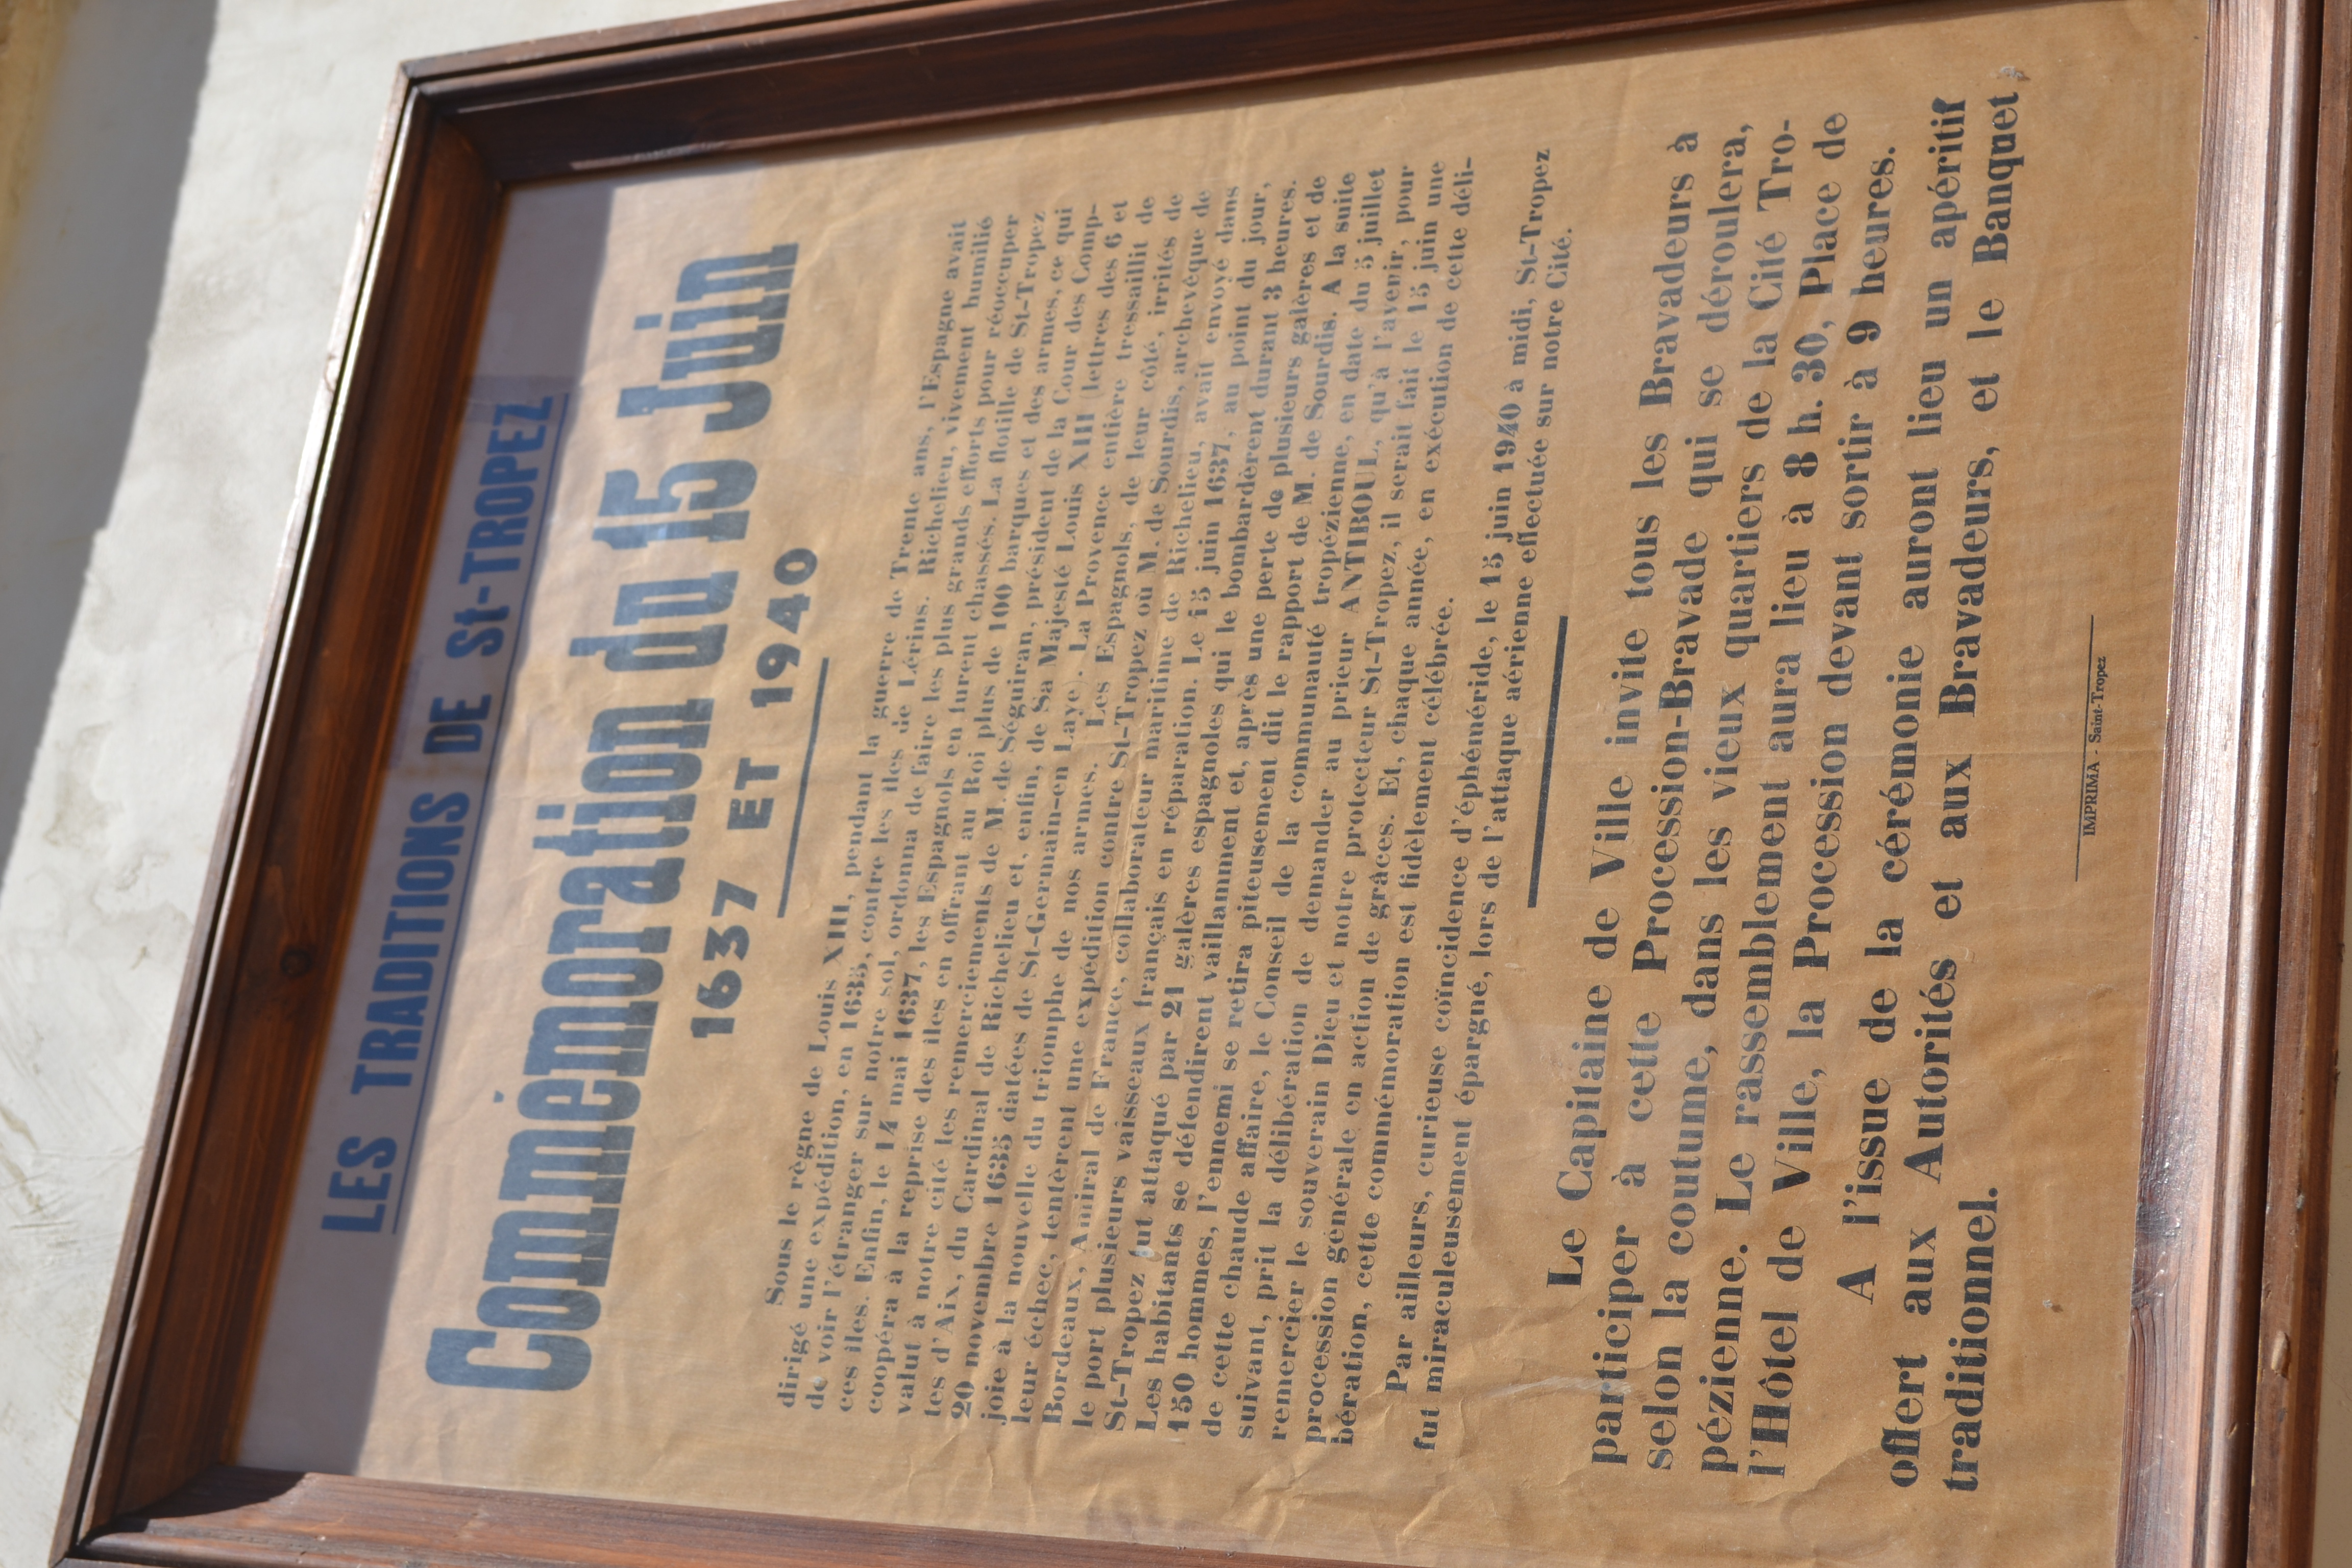 LES TRADITIONS DE St-TROPEZ
Commémoration du 15 Juin
1637 ET 1940
Sous le règne de Louis XIII, pendant la guerre de Trente ans, l'Espagne avait
dirigé une expédition, en 1635, contre les îles de Lérins. Richelieu, vivement humilié
de voir l'étranger sur notre sol, ordonna de faire les plus grands efforts pour réoccuper
ces îles. Enfin, le 14 mai 1637, les Espagnols en furent chassés. La flotille de St-Tropez
coopéra à la reprise des îles en offrant au Roi plus de 100 barques et des armes, ce qui
valut à notre cité les remerciements de M. de Séguiran, président de la Cour des Comp-
tes d'Aix, du Cardinal de Richelieu et, enfin, de Sa Majesté Louis XIII (lettres des 6 et
20 novembre 1635 datées de St-Germain-en Laye). La Provence entière tressaillit de
joie à la nouvelle du triomphe de nos armes. Les Espagnols, de leur côté, irrités de
leur échec, tentèrent une expédition contre St-Tropez où M. de Sourdis, archevêque de
Bordeaux, Amiral de France, collaborateur maritime de Richelieu, avait envoyé dans
le port plusieurs vaisseaux français en réparation. Le 15 juin 1637, au point du jour,
St-Tropez fut attaqué par 21 galères espagnoles qui le bombardèrent durant 3 heures.
Les habitants se défendirent vaillamment et, après une perte de plusieurs galères et de
150 hommes, l'ennemi se retira piteusement dit le rapport de M. de Sourdis. A la suite
de cette chaude affaire, le Conseil de la communauté tropézienne, en date du 5 juillet
suivant, prit la délibération de demander au prieur ANTIBOUL, qu'à l'avenir, pour
remercier le souverain Dieu et notre protecteur St-Tropez, il serait fait le 15 juin une
procession générale en action de grâces. Et, chaque année, en exécution de cette déli-
bération, cette commémoration est fidèlement célébrée.
Par ailleurs, curieuse coïncidence d'éphéméride, le 15 juin 1940 à midi, St-Tropez
fut miraculeusement épargné, lors de l'attaque aérienne effectuée sur notre Cité.
Le Capitaine de Ville invite tous les Bravadeurs à
participer à cette Procession-Bravade qui se déroulera,
selon la coutume, dans les vieux quartiers de la Cité Tro-
pézienne. Le rassemblement aura lieu à 8 h. 30, Place de
l'Hôtel de Ville, la Procession devant sortir à 9 heures.
A l'issue de la cérémonie auront lieu un apéritif
offert aux Autorités et aux Bravadeurs, et le Banquet
traditionnel.
IMPRIMA - Saint-Tropez